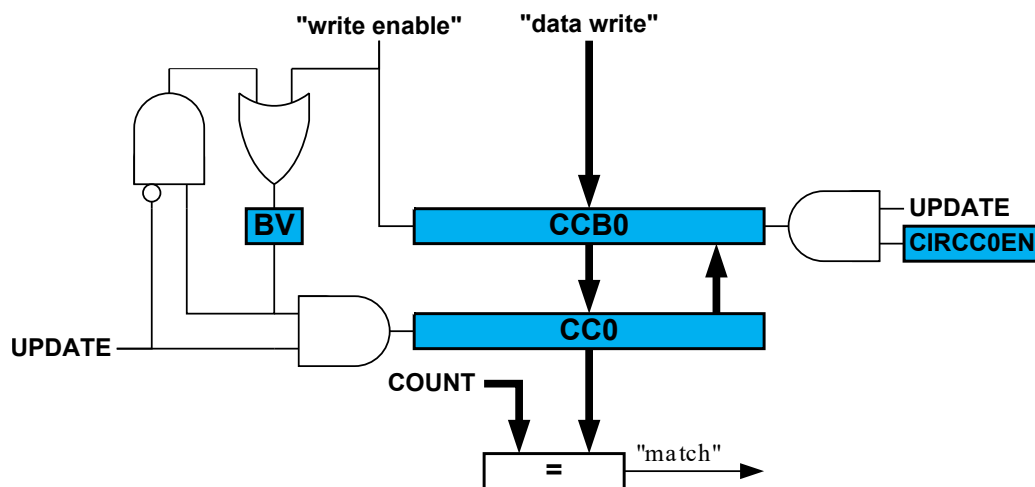 "write enable"
"data write"
BV
CCB0
UPDATE
CIRCC0EN
CC0
UPDATE
COUNT
=
"match"